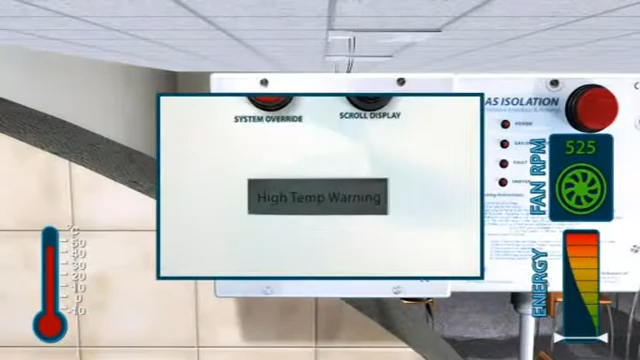 SYSTEM OVERRIDE
SCROLL DISPLAY
High Temp Warning
AS ISOLATION
POWER
FAULT
FAN RPM
525
ENERGY
°C
50
40
30
20
10
0
-10